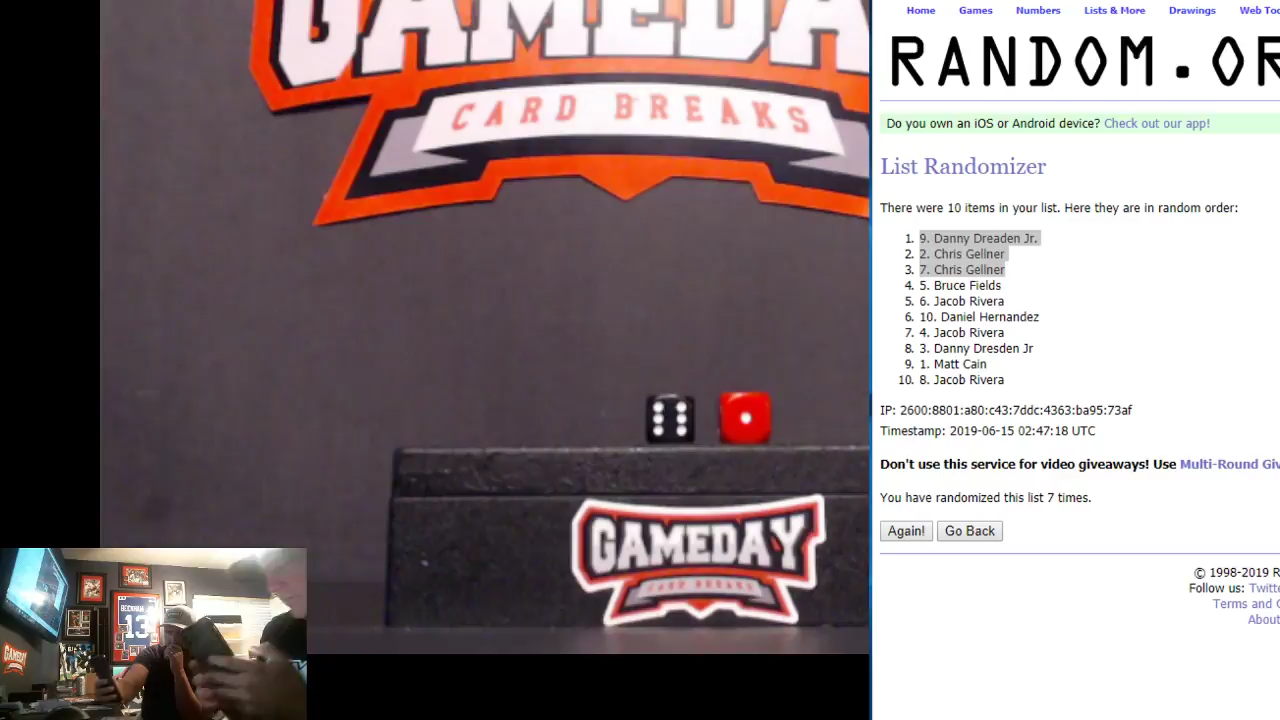 GAMEDA
CARD BREAKS
GAMEDAY
CARD BREAKS
GAMEDAY
BECKHAM JR
13
Home Games Numbers Lists & More Drawings Web Too
RANDOM.OR
Do you own an iOS or Android device? Check out our app!
List Randomizer
There were 10 items in your list. Here they are in random order:
1. 9. Danny Dreaden Jr.
2. 2. Chris Gellner
3. 7. Chris Gellner
4. 5. Bruce Fields
5. 6. Jacob Rivera
6. 10. Daniel Hernandez
7. 4. Jacob Rivera
8. 3. Danny Dresden Jr
9. 1. Matt Cain
10. 8. Jacob Rivera
IP: 2600:8801:a80:c43:7ddc:4363:ba95:73af
Timestamp: 2019-06-15 02:47:18 UTC
Don't use this service for video giveaways! Use Multi-Round Giv
You have randomized this list 7 times.
Again! Go Back
© 1998-2019 R
Follow us: Twitte
Terms and C
About